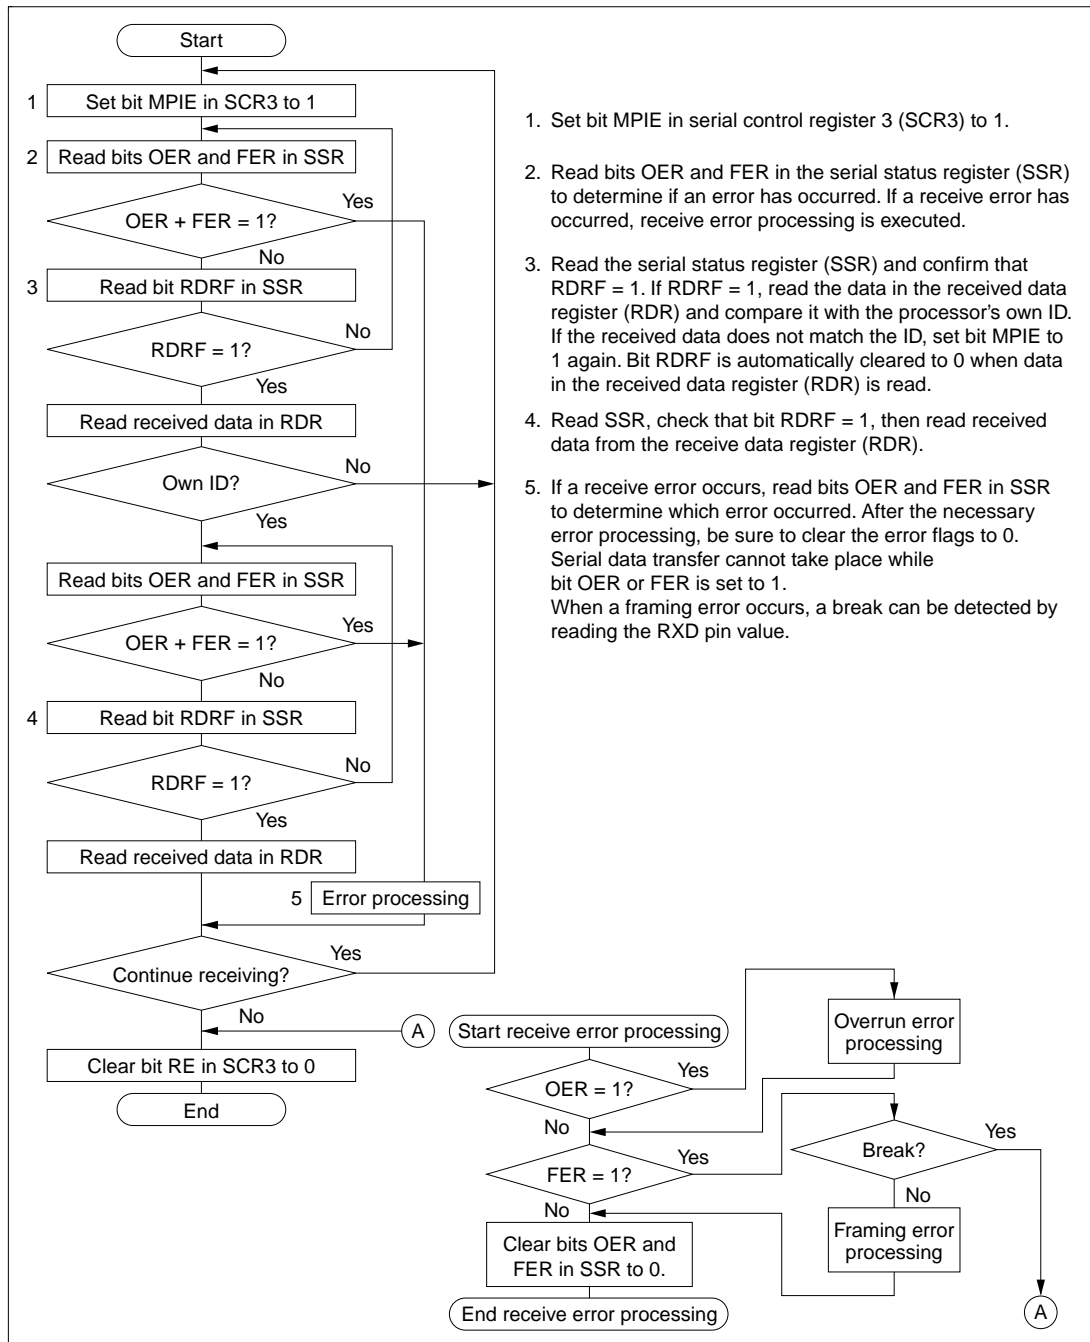 Start
1 Set bit MPIE in SCR3 to 1
2 Read bits OER and FER in SSR
OER + FER = 1?
Yes
No
3 Read bit RDRF in SSR
RDRF = 1?
No
Yes
Read received data in RDR
Own ID?
No
Yes
Read bits OER and FER in SSR
OER + FER = 1?
Yes
No
4 Read bit RDRF in SSR
RDRF = 1?
No
Yes
Read received data in RDR
5 Error processing
Continue receiving?
Yes
No
A
Clear bit RE in SCR3 to 0
End
1. Set bit MPIE in serial control register 3 (SCR3) to 1.
2. Read bits OER and FER in the serial status register (SSR)
to determine if an error has occurred. If a receive error has
occurred, receive error processing is executed.
3. Read the serial status register (SSR) and confirm that
RDRF = 1. If RDRF = 1, read the data in the received data
register (RDR) and compare it with the processor's own ID.
If the received data does not match the ID, set bit MPIE to
1 again. Bit RDRF is automatically cleared to 0 when data
in the received data register (RDR) is read.
4. Read SSR, check that bit RDRF = 1, then read received
data from the receive data register (RDR).
5. If a receive error occurs, read bits OER and FER in SSR
to determine which error occurred. After the necessary
error processing, be sure to clear the error flags to 0.
Serial data transfer cannot take place while
bit OER or FER is set to 1.
When a framing error occurs, a break can be detected by
reading the RXD pin value.
Start receive error processing
OER = 1?
Yes
No
Overrun error
processing
FER = 1?
Yes
No
Break?
Yes
No
Framing error
processing
Clear bits OER and
FER in SSR to 0.
End receive error processing
A